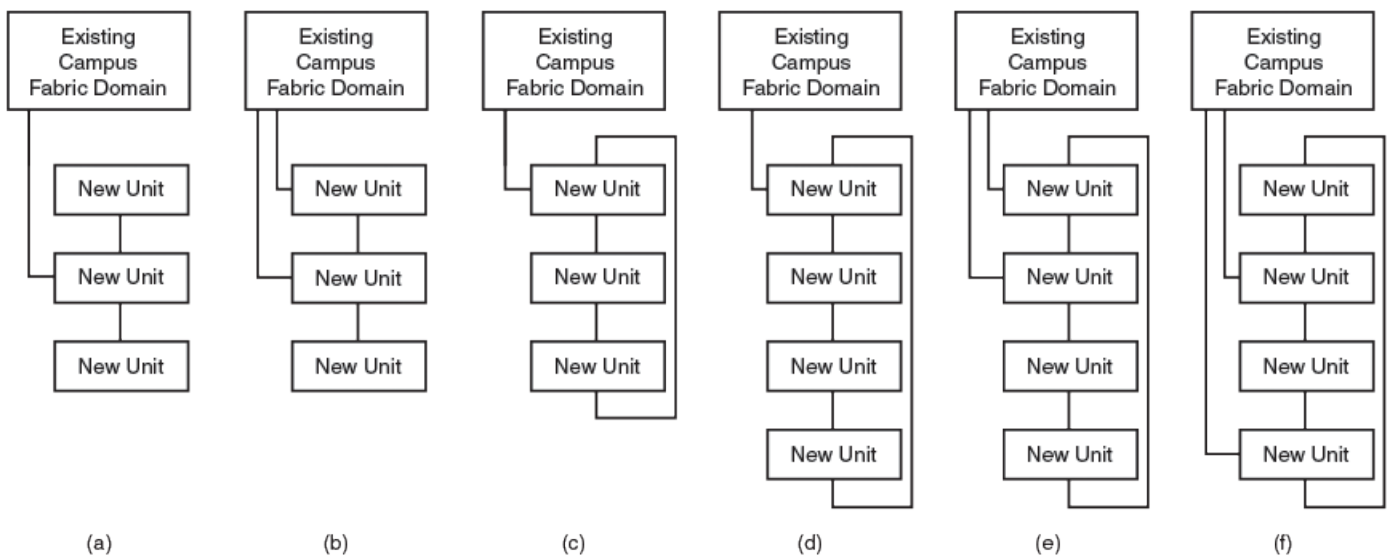 Existing
Campus
Fabric Domain
New Unit
New Unit
New Unit
(a)
Existing
Campus
Fabric Domain
New Unit
New Unit
New Unit
(b)
Existing
Campus
Fabric Domain
New Unit
New Unit
New Unit
(c)
Existing
Campus
Fabric Domain
New Unit
New Unit
New Unit
New Unit
(d)
Existing
Campus
Fabric Domain
New Unit
New Unit
New Unit
New Unit
(e)
Existing
Campus
Fabric Domain
New Unit
New Unit
New Unit
New Unit
(f)